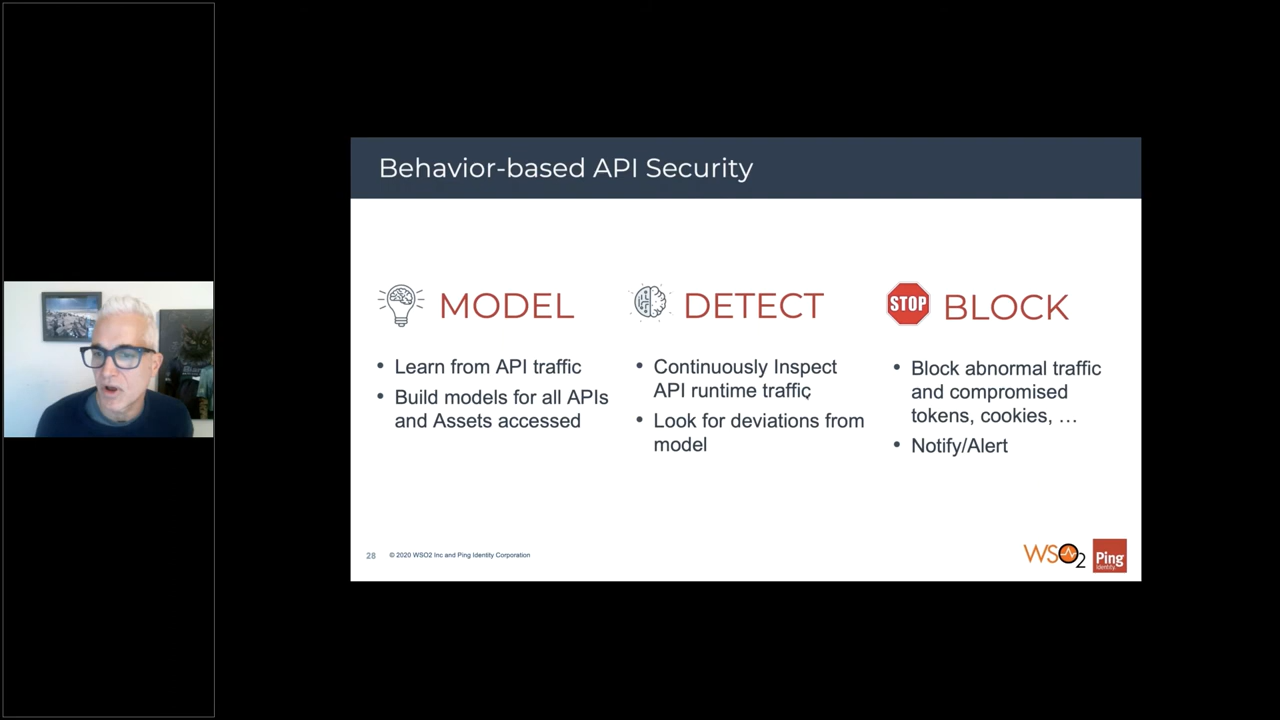 Behavior-based API Security
MODEL
• Learn from API traffic
• Build models for all APIs
and Assets accessed
DETECT
• Continuously Inspect
API runtime traffic
• Look for deviations from
model
STOP
BLOCK
• Block abnormal traffic
and compromised
tokens, cookies, …
• Notify/Alert
28
© 2020 WSO2 Inc and Ping Identity Corporation
WSO2
Ping
Identity